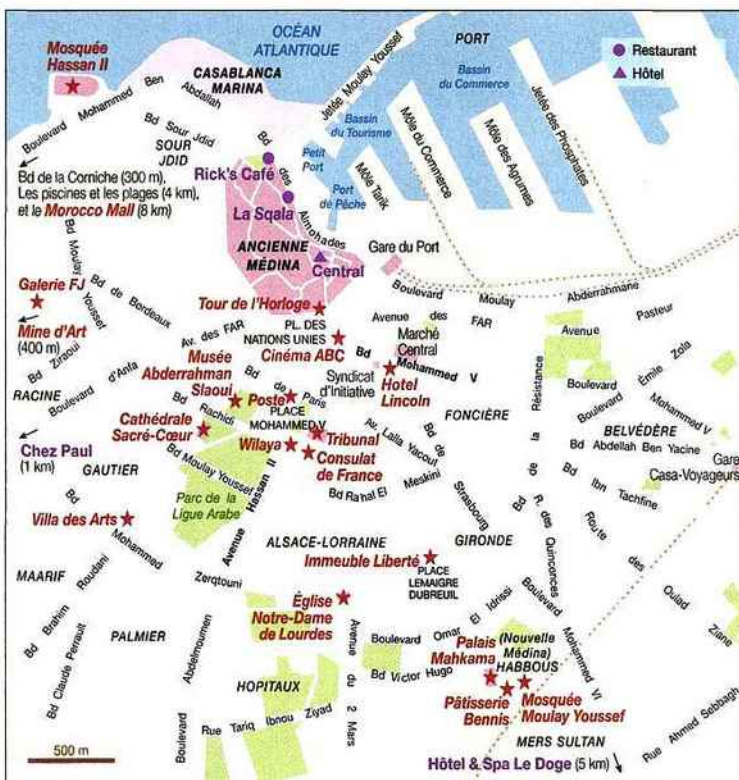 OCÉAN
ATLANTIQUE
PORT
Restaurant
Hôtel
Mosquée
Hassan II
CASABLANCA
MARINA
Boulevard Mohammed Ben Abdallah
Jetée Moulay Youssef
Bassin
du Commerce
Bassin
du Tourisme
Petit
Port
Port
de Pêche
Môle Tarik
Môle du Commerce
Môle des Agrumes
Jetée des Phosphates
Bd Sour Jdid
SOUR
JDID
Bd des Almohades
Rick's Café
La Sqala
Bd de la Corniche (300 m),
Les piscines et les plages (4 km),
et le Morocco Mall (8 km)
ANCIENNE
MÉDINA
Central
Gare du Port
Bd Moulay Youssef
Galerie FJ
Bd de Bordeaux
Tour de l'Horloge
Boulevard Moulay Abderrahmane
Mine d'Art
(400 m)
Av. des FAR
PL. DES
NATIONS UNIES
Avenue des FAR
Avenue Pasteur
Bd Ziraoui
Musée
Abderrahman
Slaoui
Cinéma ABC
Marché
Central
Bd Mohammed V
Boulevard Émile Zola
RACINE
Boulevard d'Anfa
Bd de Paris
Poste
Syndicat
d'Initiative
Hotel
Lincoln
Bd de la Résistance
Boulevard Mohammed V
Bd Rachidi
PLACE
MOHAMMED V
FONCIÈRE
BELVÉDÈRE
Cathédrale
Sacré-Cœur
Wilaya
Tribunal
Consulat
de France
Av. Lalla Yacout
Bd Abdellah Ben Yacine
Gare
Casa-Voyageurs
Chez Paul
(1 km)
GAUTIER
Bd Moulay Youssef
Bd Ra'hal El Meskini
Bd de Strasbourg
Bd Ibn Tachfine
Parc de la
Ligue Arabe
Avenue Hassan II
Villa des Arts
Bd Mohammed Zerqtouni
R. des Quinconces
Route des Oulad Ziane
ALSACE-LORRAINE
GIRONDE
Immeuble Liberté
PLACE
LEMAIGRE
DUBREUIL
MAARIF
Bd Brahim Roudani
Église
Notre-Dame
de Lourdes
PALMIER
Boulevard Abdelmoumen
Bd Claude Perrault
Avenue du 2 Mars
Boulevard Omar El Idrissi
Boulevard Mohammed VI
Palais
Mahkama
(Nouvelle
Médina)
HABBOUS
Bd Victor Hugo
HOPITAUX
Pâtisserie
Bennis
Mosquée
Moulay Youssef
Rue Tariq Ibnou Ziyad
MERS SULTAN
Rue Ahmed Sebbagh
500 m
Hôtel & Spa Le Doge (5 km)